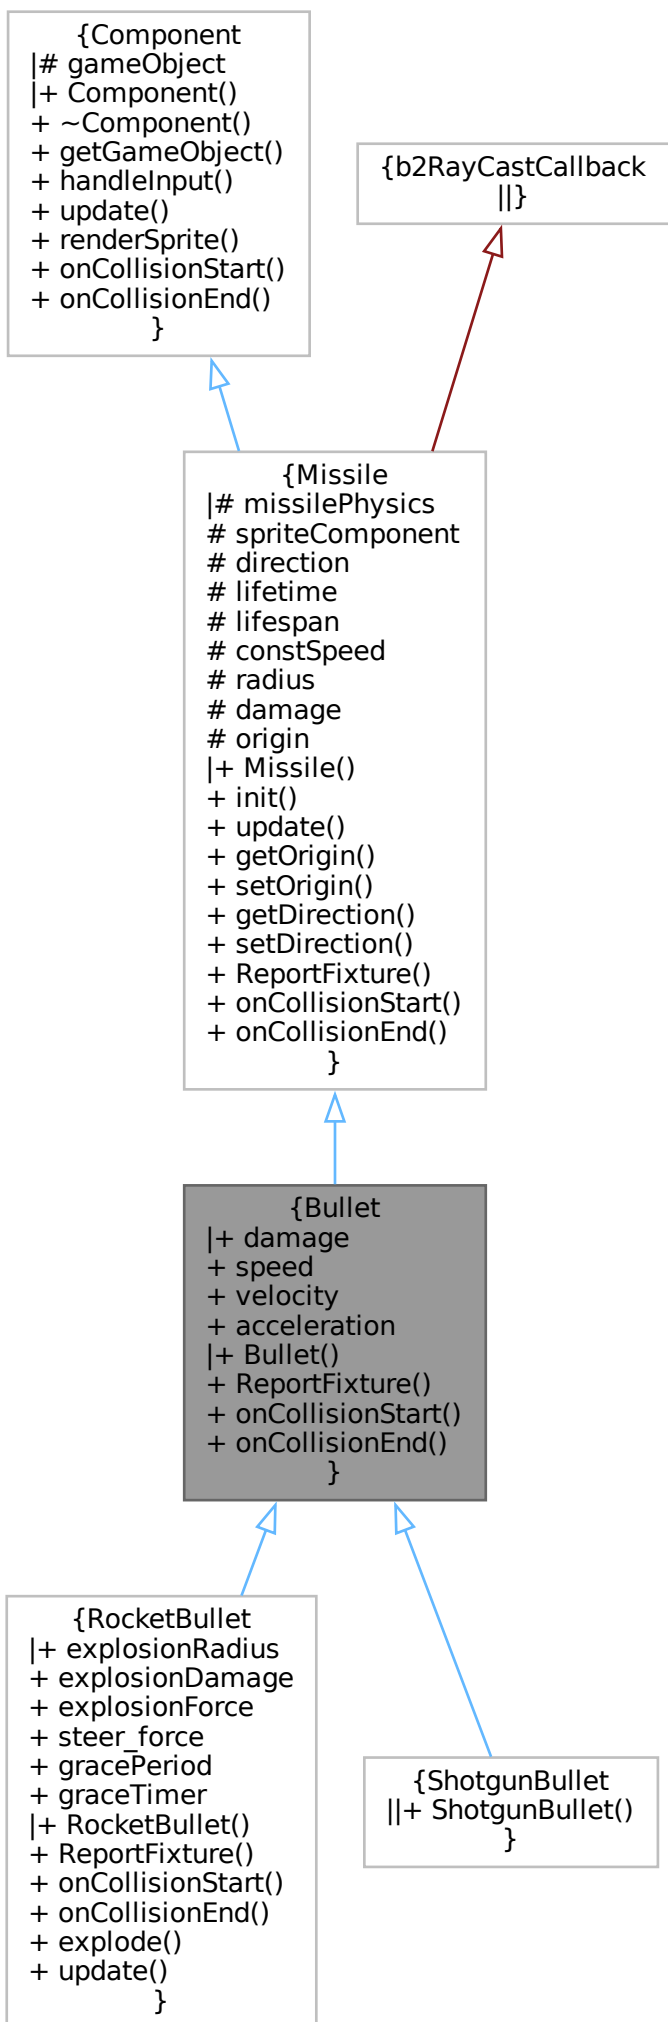 {Component
|# gameObject
|+ Component()
+ ~Component()
+ getGameObject()
+ handleInput()
+ update()
+ renderSprite()
+ onCollisionStart()
+ onCollisionEnd()
}
{b2RayCastCallback
||}
{Missile
|# missilePhysics
# spriteComponent
# direction
# lifetime
# lifespan
# constSpeed
# radius
# damage
# origin
|+ Missile()
+ init()
+ update()
+ getOrigin()
+ setOrigin()
+ getDirection()
+ setDirection()
+ ReportFixture()
+ onCollisionStart()
+ onCollisionEnd()
}
{Bullet
|+ damage
+ speed
+ velocity
+ acceleration
|+ Bullet()
+ ReportFixture()
+ onCollisionStart()
+ onCollisionEnd()
}
{RocketBullet
|+ explosionRadius
+ explosionDamage
+ explosionForce
+ steer_force
+ gracePeriod
+ graceTimer
|+ RocketBullet()
+ ReportFixture()
+ onCollisionStart()
+ onCollisionEnd()
+ explode()
+ update()
}
{ShotgunBullet
||+ ShotgunBullet()
}